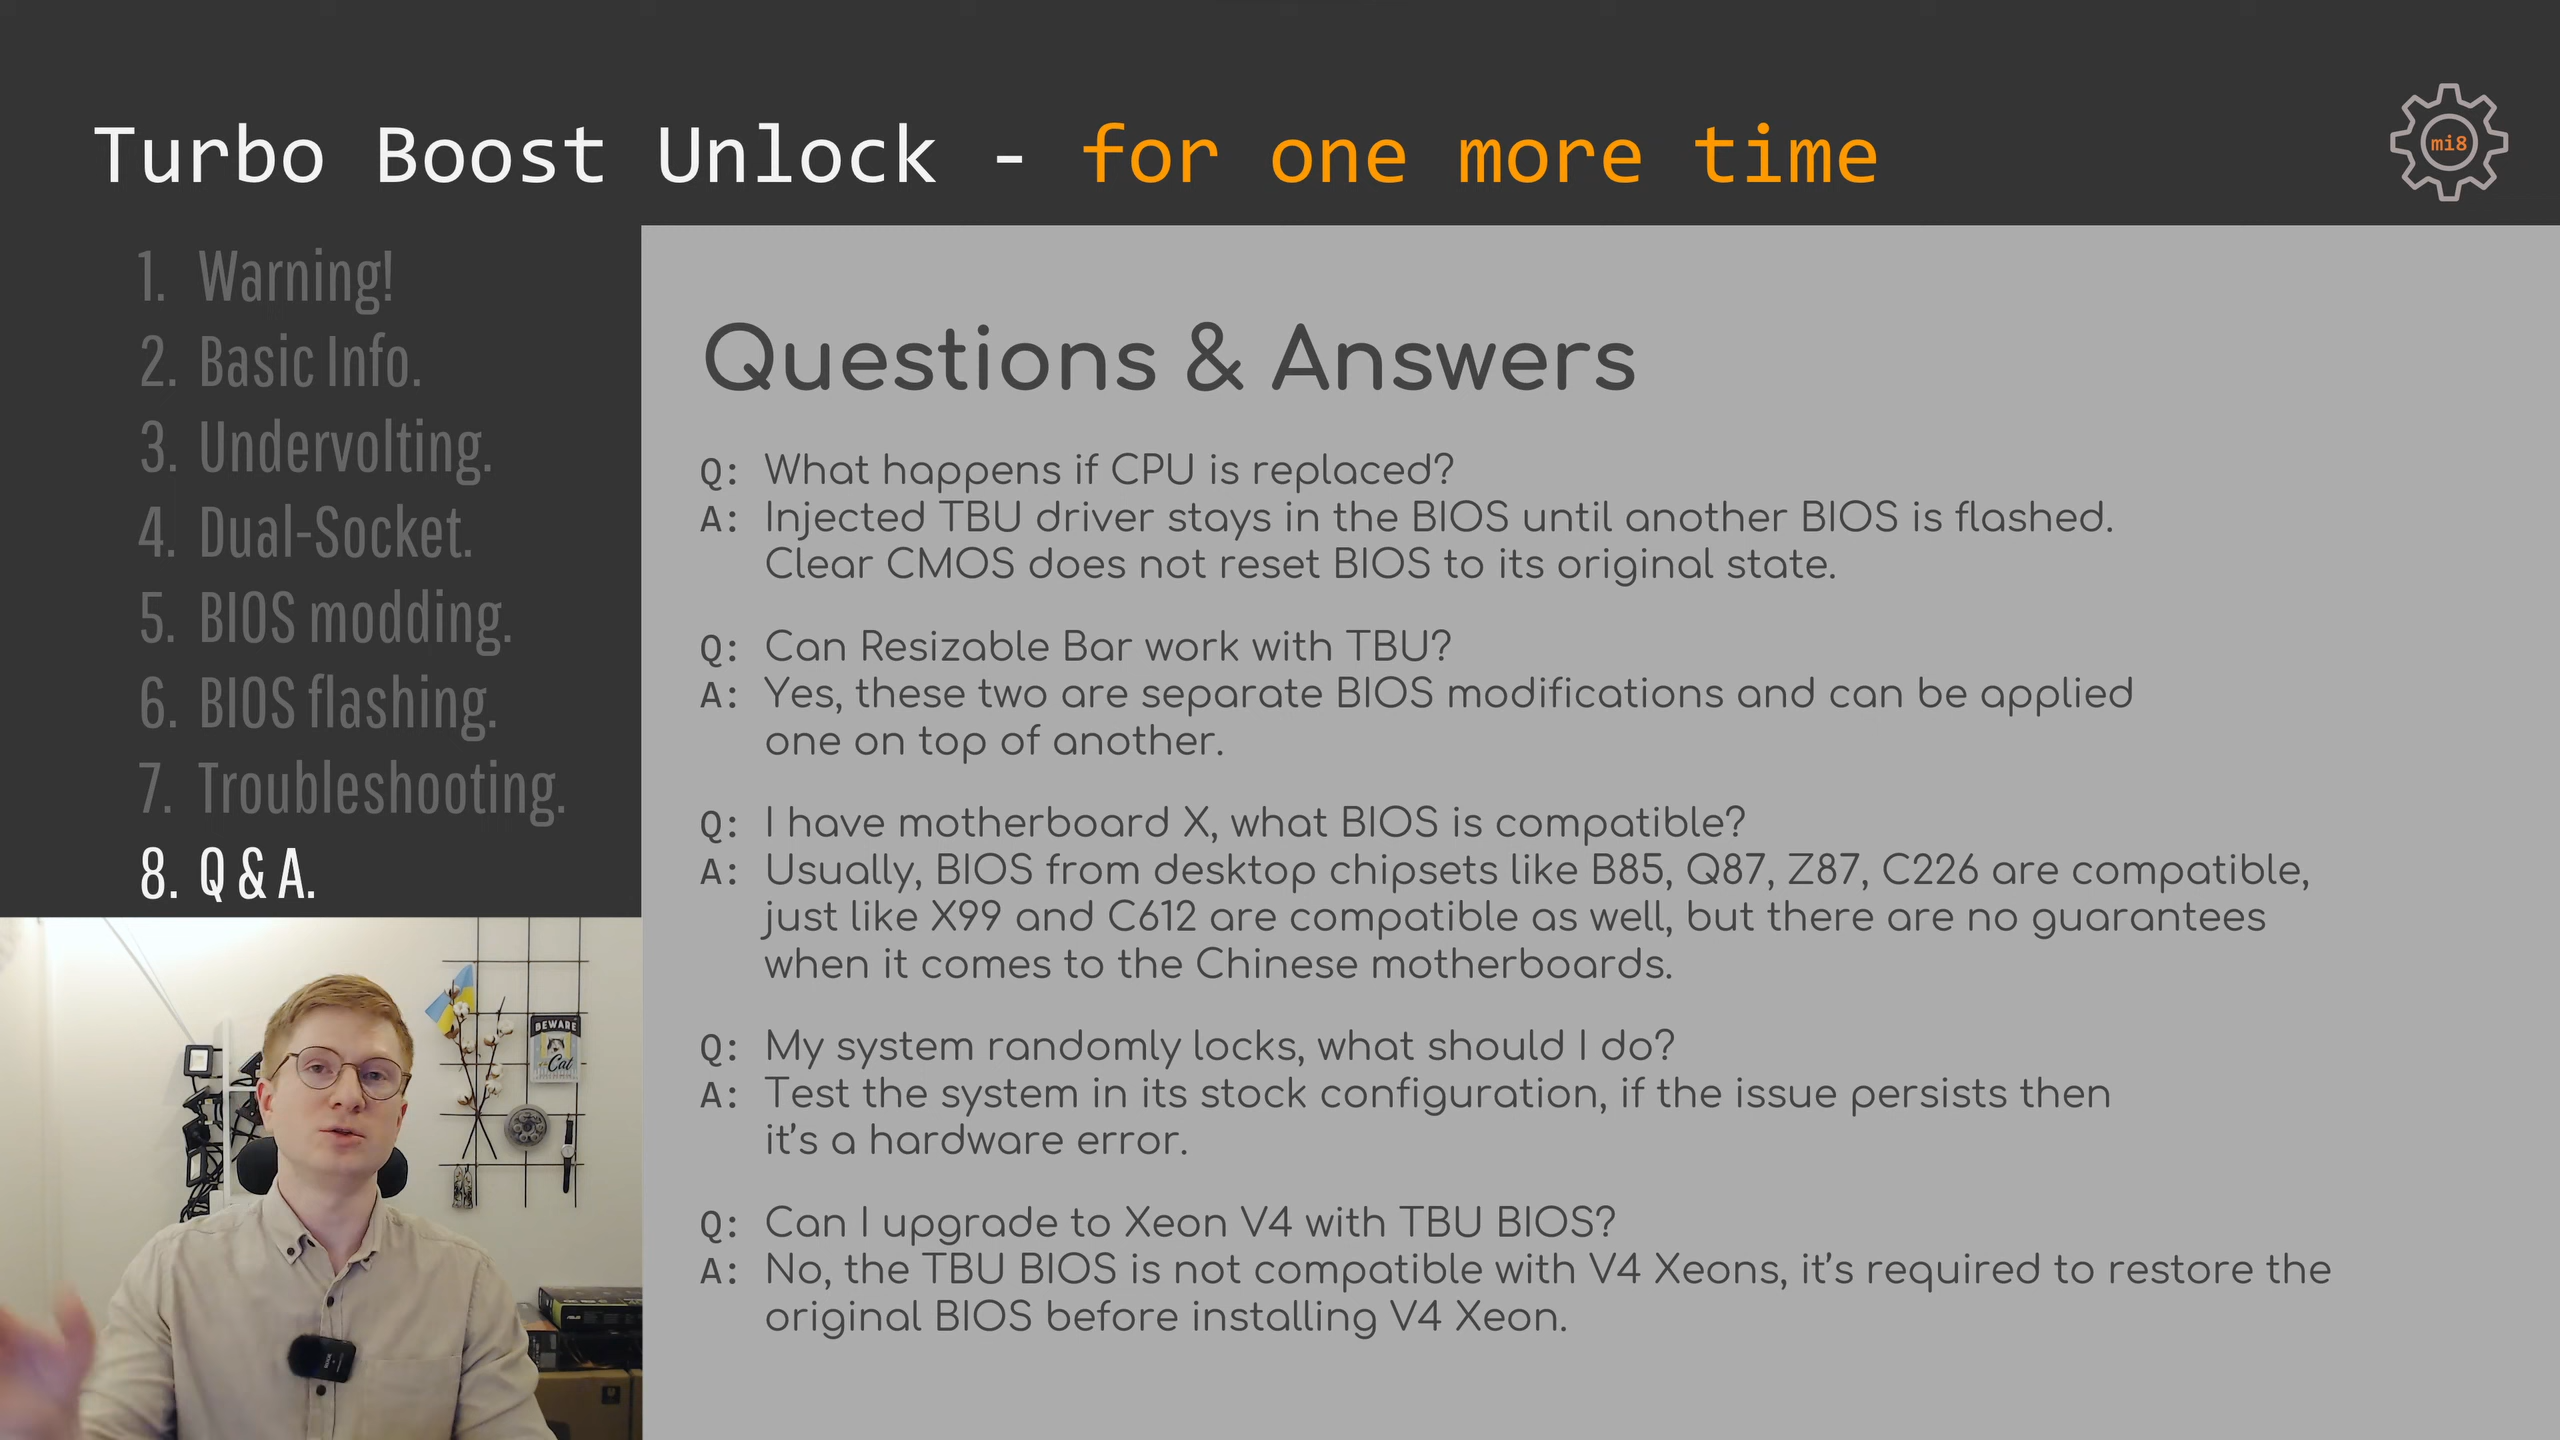 Turbo Boost Unlock - for one more time
mi8
1. Warning!
2. Basic Info.
3. Undervolting.
4. Dual-Socket.
5. BIOS modding.
6. BIOS flashing.
7. Troubleshooting.
8. Q & A.
Questions & Answers
Q: What happens if CPU is replaced?
A: Injected TBU driver stays in the BIOS until another BIOS is flashed.
Clear CMOS does not reset BIOS to its original state.
Q: Can Resizable Bar work with TBU?
A: Yes, these two are separate BIOS modifications and can be applied
one on top of another.
Q: I have motherboard X, what BIOS is compatible?
A: Usually, BIOS from desktop chipsets like B85, Q87, Z87, C226 are compatible,
just like X99 and C612 are compatible as well, but there are no guarantees
when it comes to the Chinese motherboards.
Q: My system randomly locks, what should I do?
A: Test the system in its stock configuration, if the issue persists then
it's a hardware error.
Q: Can I upgrade to Xeon V4 with TBU BIOS?
A: No, the TBU BIOS is not compatible with V4 Xeons, it's required to restore the
original BIOS before installing V4 Xeon.
BEWARE
Cat